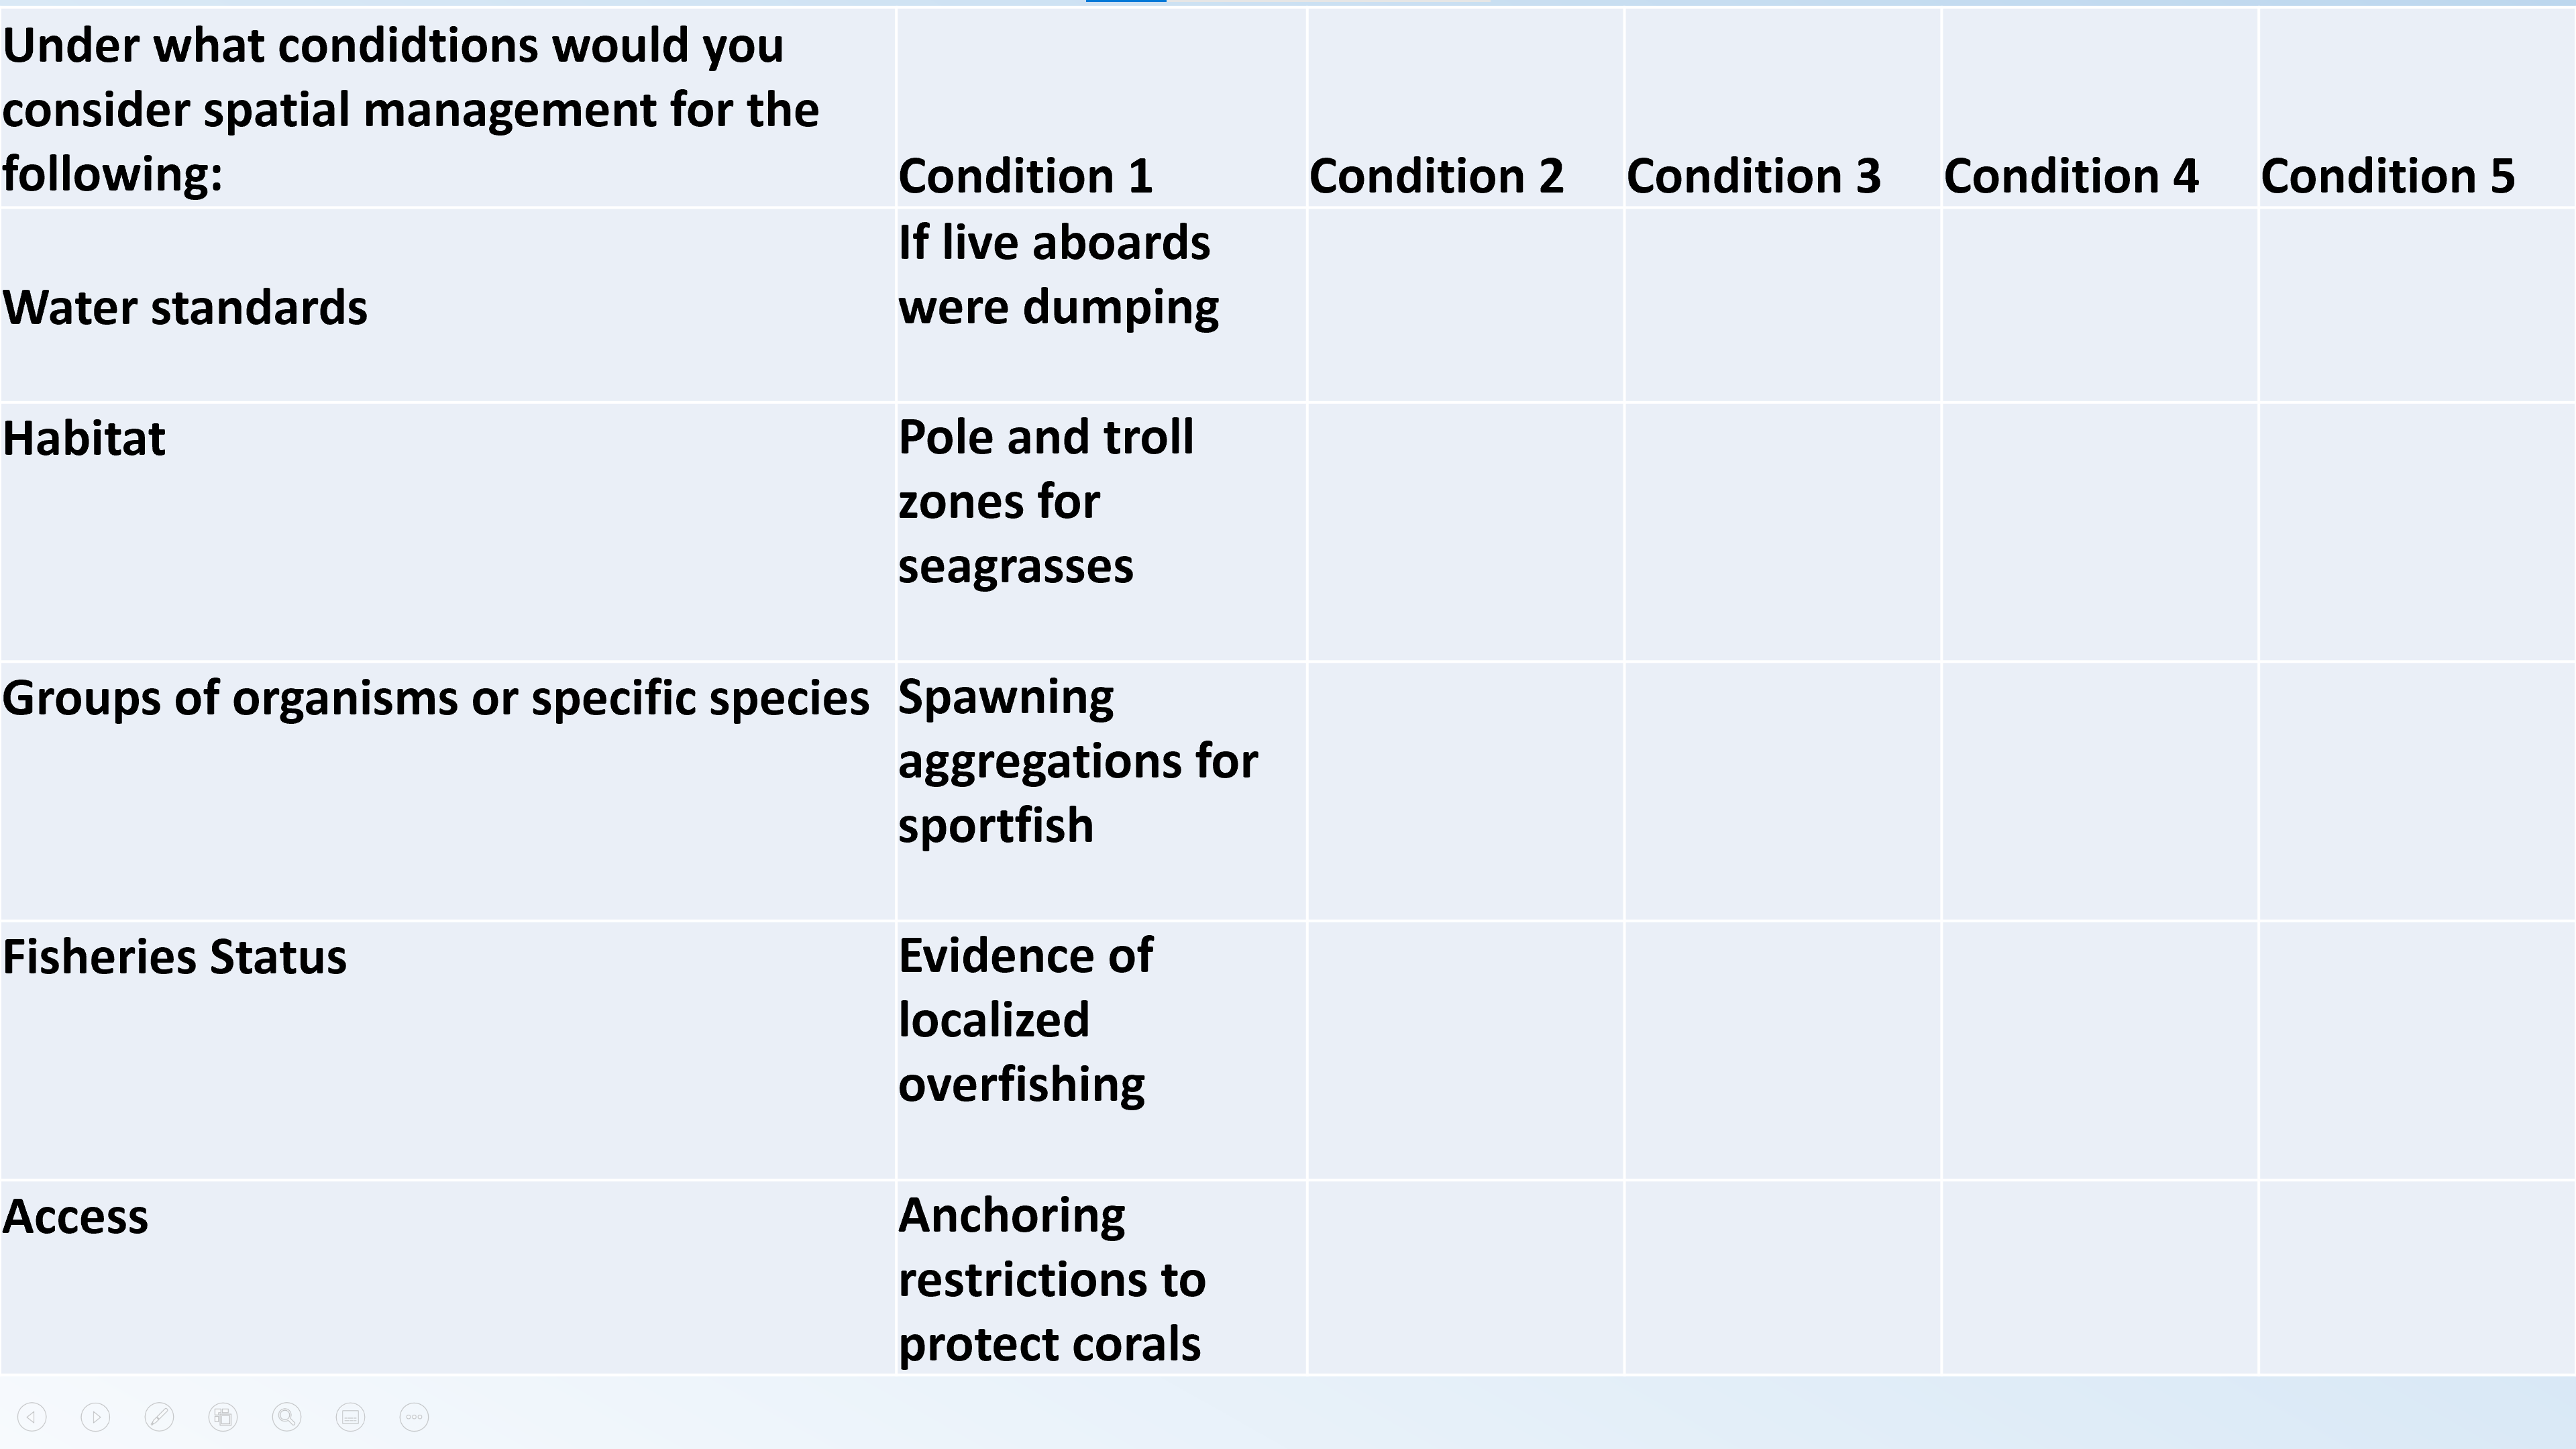 Under what condidtions would you
consider spatial management for the
following:
Condition 1
Condition 2
Condition 3
Condition 4
Condition 5
Water standards
If live aboards
were dumping
Habitat
Pole and troll
zones for
seagrasses
Groups of organisms or specific species
Spawning
aggregations for
sportfish
Fisheries Status
Evidence of
localized
overfishing
Access
Anchoring
restrictions to
protect corals